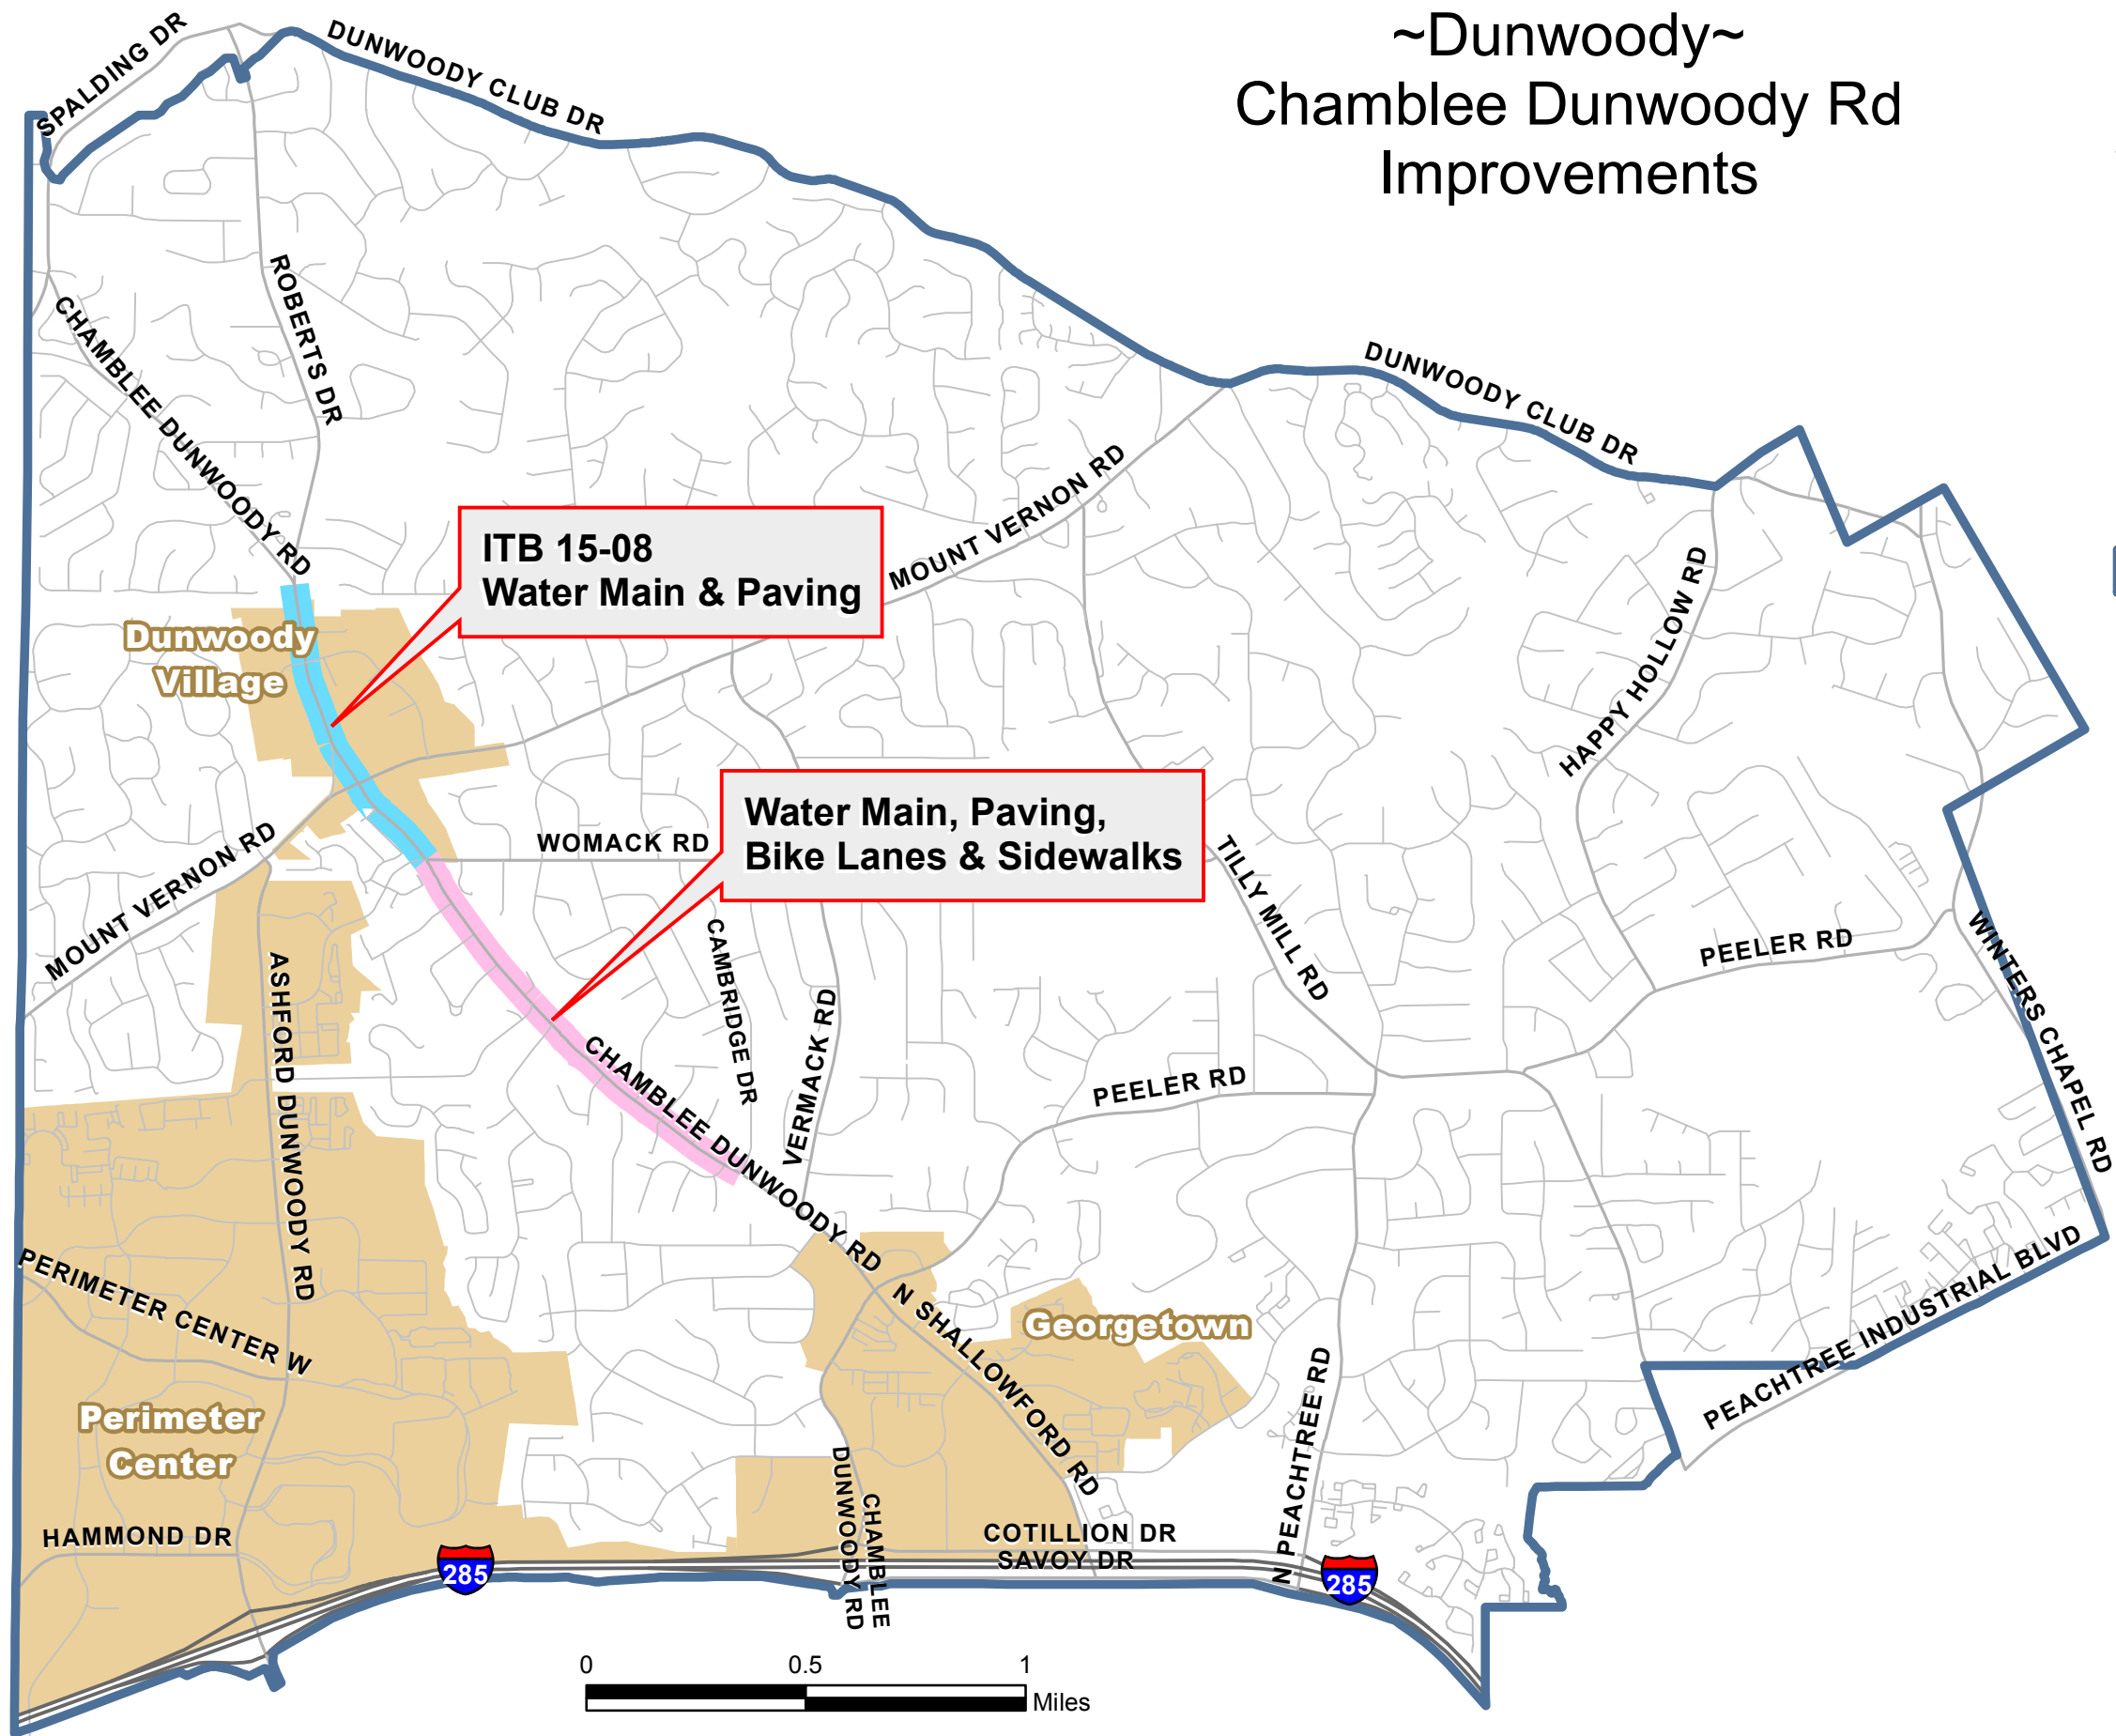 ~Dunwoody~
Chamblee Dunwoody Rd
Improvements
SPALDING DR
DUNWOODY CLUB DR
ROBERTS DR
CHAMBLEE DUNWOODY RD
DUNWOODY CLUB DR
MOUNT VERNON RD
ITB 15-08
Water Main & Paving
HAPPY HOLLOW RD
Dunwoody
Village
Water Main, Paving,
Bike Lanes & Sidewalks
WOMACK RD
MOUNT VERNON RD
TILLY MILL RD
CAMBRIDGE DR
PEELER RD
WINTERS CHAPEL RD
ASHFORD DUNWOODY RD
VERMACK RD
CHAMBLEE DUNWOODY RD
PEELER RD
PERIMETER CENTER W
N SHALLOWFORD RD
Georgetown
PEACHTREE INDUSTRIAL BLVD
Perimeter
Center
N PEACHTREE RD
CHAMBLEE
DUNWOODY RD
HAMMOND DR
COTILLION DR
SAVOY DR
285
285
0 0.5 1
Miles